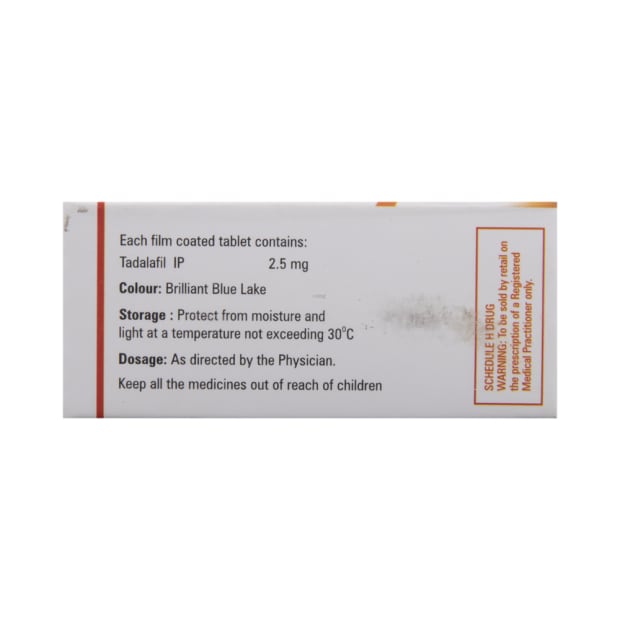 Each film coated tablet contains:
Tadalafil IP 2.5 mg
Colour: Brilliant Blue Lake
Storage : Protect from moisture and
light at a temperature not exceeding 30°C
Dosage: As directed by the Physician.
Keep all the medicines out of reach of children
SCHEDULE H DRUG
WARNING: To be sold by retail on
the prescription of a Registered
Medical Practitioner only.